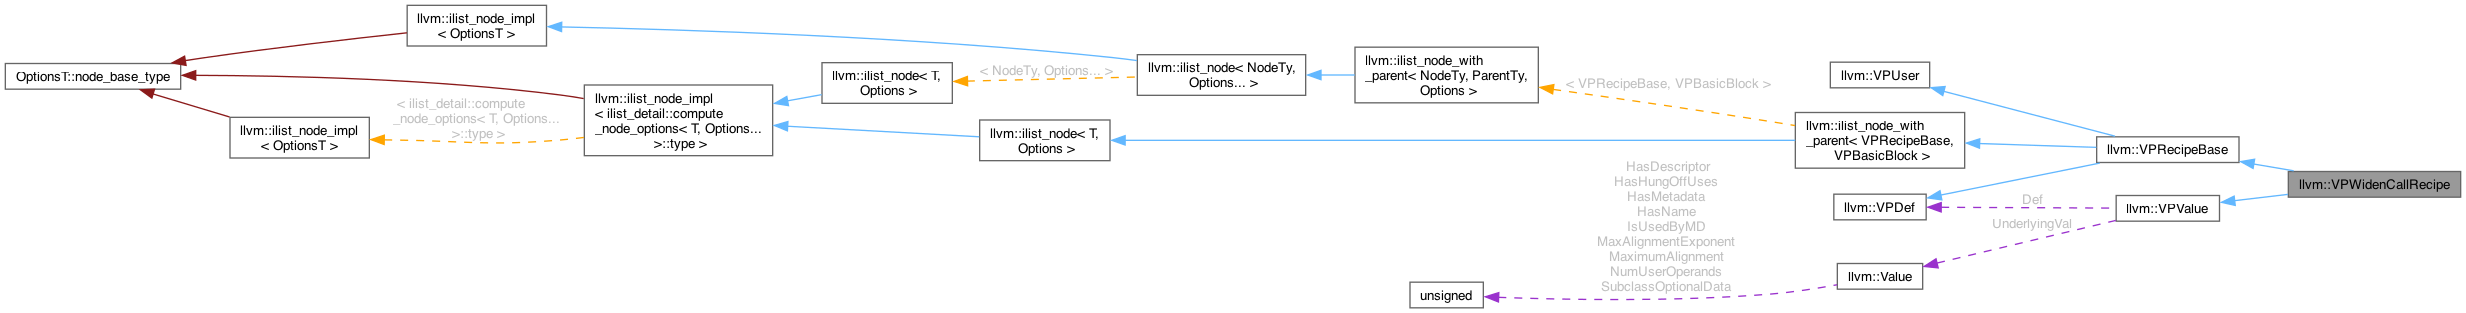 llvm::ilist_node_impl
< OptionsT >
OptionsT::node_base_type
llvm::ilist_node_impl
< OptionsT >
< ilist_detail::compute
_node_options< T, Options...
>::type >
llvm::ilist_node_impl
< ilist_detail::compute
_node_options< T, Options...
>::type >
llvm::ilist_node< T,
Options >
< NodeTy, Options... >
llvm::ilist_node< T,
Options >
llvm::ilist_node< NodeTy,
Options... >
llvm::ilist_node_with
_parent< NodeTy, ParentTy,
Options >
< VPRecipeBase, VPBasicBlock >
llvm::VPUser
llvm::ilist_node_with
_parent< VPRecipeBase,
VPBasicBlock >
llvm::VPRecipeBase
llvm::VPWidenCallRecipe
llvm::VPDef
Def
llvm::VPValue
UnderlyingVal
llvm::Value
HasDescriptor
HasHungOffUses
HasMetadata
HasName
IsUsedByMD
MaxAlignmentExponent
MaximumAlignment
NumUserOperands
SubclassOptionalData
unsigned